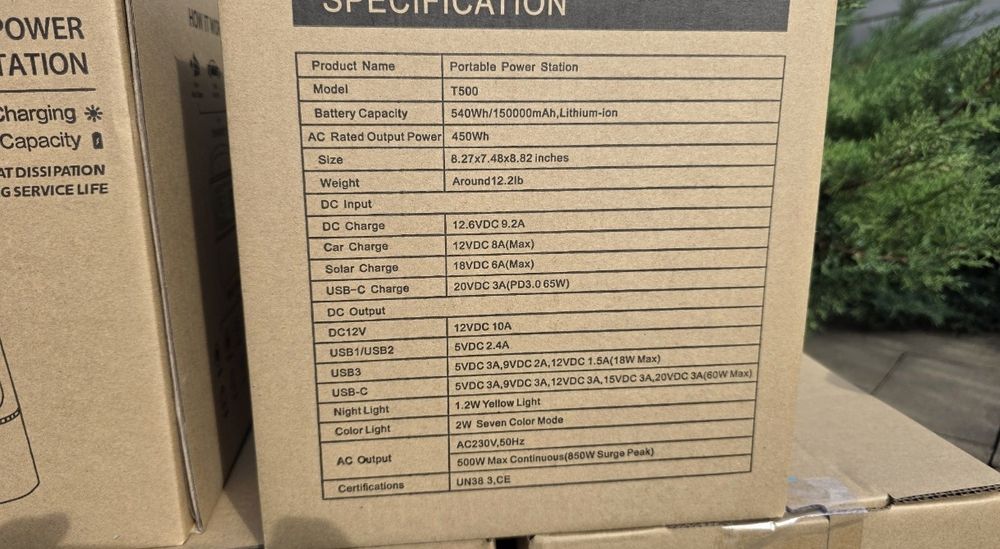 SPECIFICATION
POWER
TATION
Charging
Capacity
AT DISSIPATION
G SERVICE LIFE
HOW IT WOR
Product Name Portable Power Station
Model T500
Battery Capacity 540Wh/150000mAh,Lithium-ion
AC Rated Output Power 450Wh
Size 8.27x7.48x8.82 inches
Weight Around12.2lb
DC Input
DC Charge 12.6VDC 9.2A
Car Charge 12VDC 8A(Max)
Solar Charge 18VDC 6A(Max)
USB-C Charge 20VDC 3A(PD3.0 65W)
DC Output
DC12V 12VDC 10A
USB1/USB2 5VDC 2.4A
USB3 5VDC 3A,9VDC 2A,12VDC 1.5A(18W Max)
USB-C 5VDC 3A,9VDC 3A,12VDC 3A,15VDC 3A,20VDC 3A(60W Max)
Night Light 1.2W Yellow Light
Color Light 2W Seven Color Mode
AC Output AC230V,50Hz
500W Max Continuous(850W Surge Peak)
Certifications UN38 3,CE